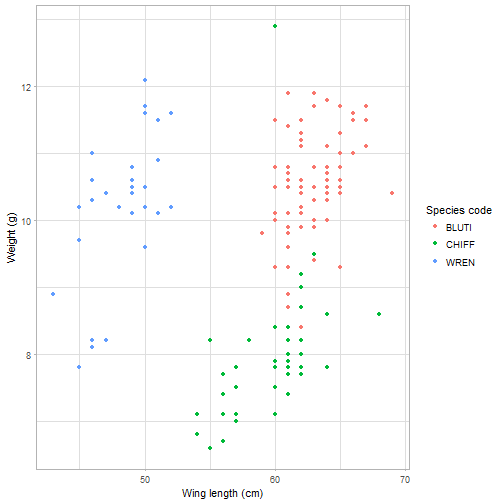 12
10
8
Weight (g)
50
60
70
Wing length (cm)
Species code
BLUTI
CHIFF
WREN